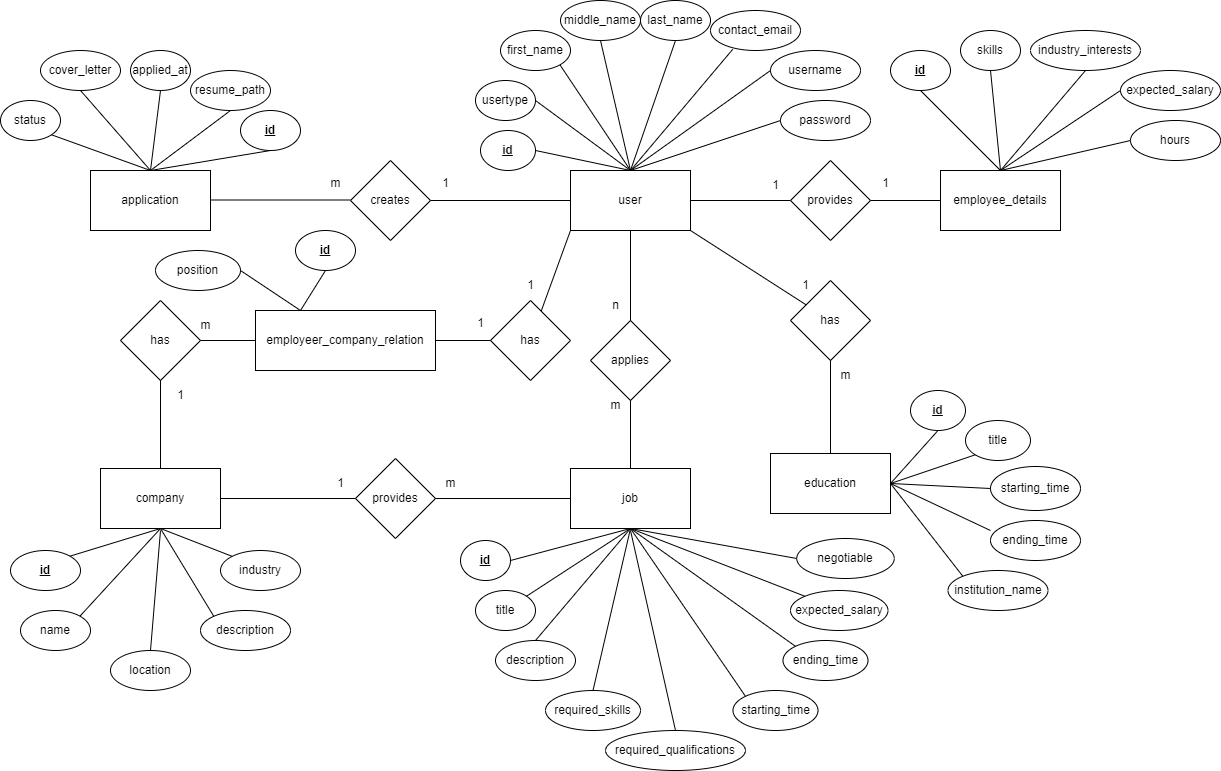 middle_name
last_name
contact_email
first_name
username
usertype
password
id
cover_letter
applied_at
resume_path
status
id
id
skills
industry_interests
expected_salary
hours
application
m
creates
1
user
1
provides
1
employee_details
position
id
has
m
employeer_company_relation
1
has
1
n
applies
m
1
has
m
1
company
1
provides
m
job
education
id
title
starting_time
ending_time
institution_name
id
name
location
description
industry
id
title
description
required_skills
required_qualifications
starting_time
ending_time
expected_salary
negotiable